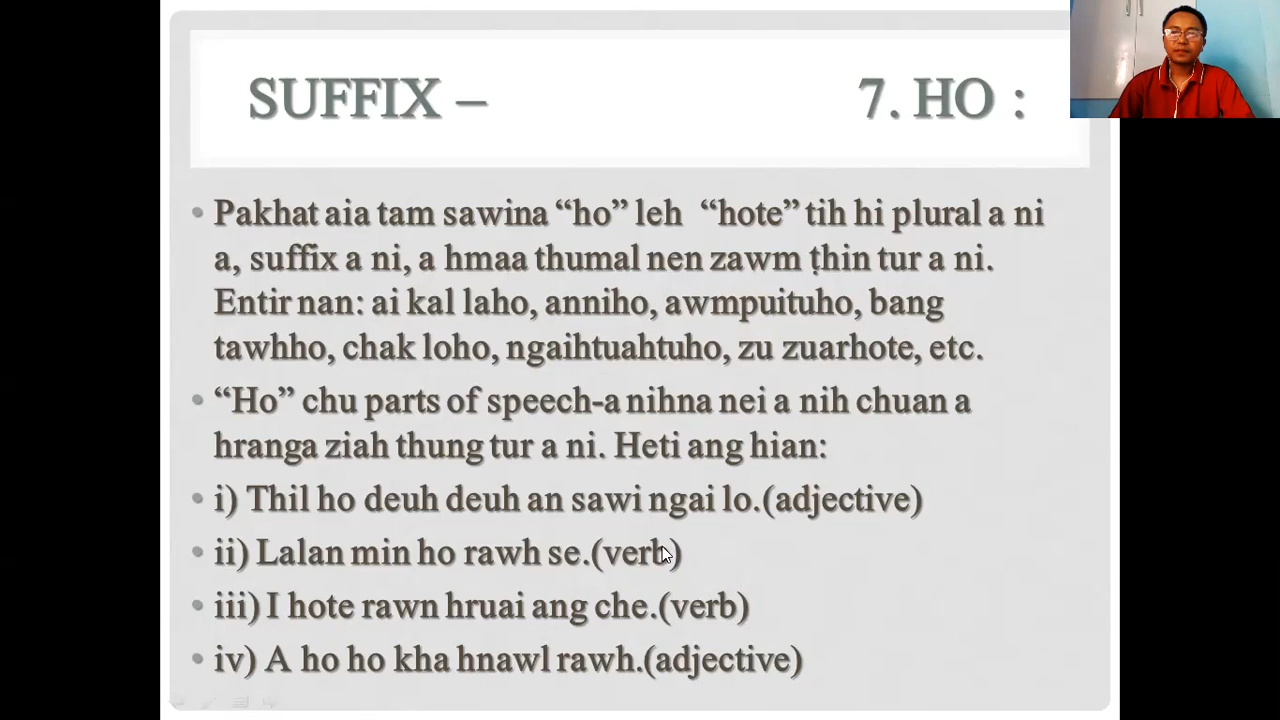 SUFFIX – 7. HO :
Pakhat aia tam sawina “ho” leh “hote” tih hi plural a ni
a, suffix a ni, a hmaa thumal nen zawm ṭhin tur a ni.
Entir nan: ai kal laho, anniho, awmpuituho, bang
tawhho, chak loho, ngaihtuahtuho, zu zuarhote, etc.
“Ho” chu parts of speech-a nihna nei a nih chuan a
hranga ziah thung tur a ni. Heti ang hian:
i) Thil ho deuh deuh an sawi ngai lo.(adjective)
ii) Lalan min ho rawh se.(verb)
iii) I hote rawn hruai ang che.(verb)
iv) A ho ho kha hnawl rawh.(adjective)